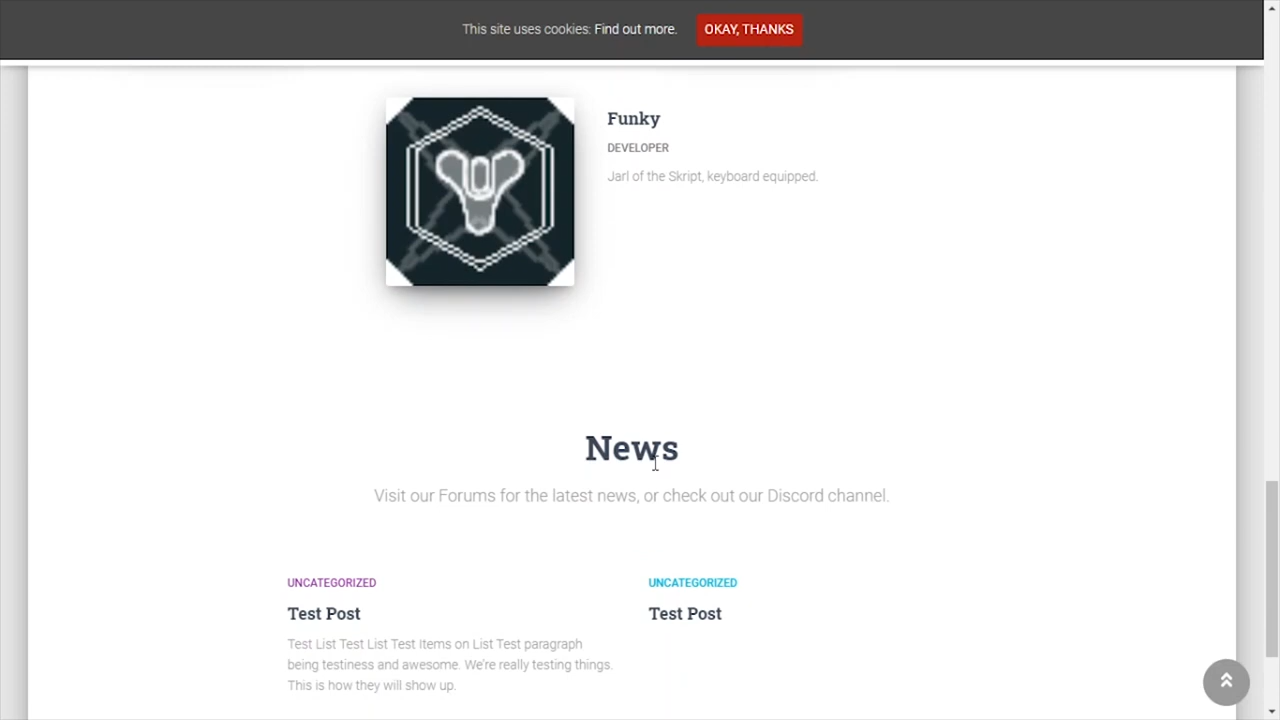 This site uses cookies: Find out more. OKAY, THANKS
Funky
DEVELOPER
Jarl of the Skript, keyboard equipped.
News
Visit our Forums for the latest news, or check out our Discord channel.
UNCATEGORIZED
Test Post
Test List Test List Test Items on List Test paragraph
being testiness and awesome. We're really testing things.
This is how they will show up.
UNCATEGORIZED
Test Post